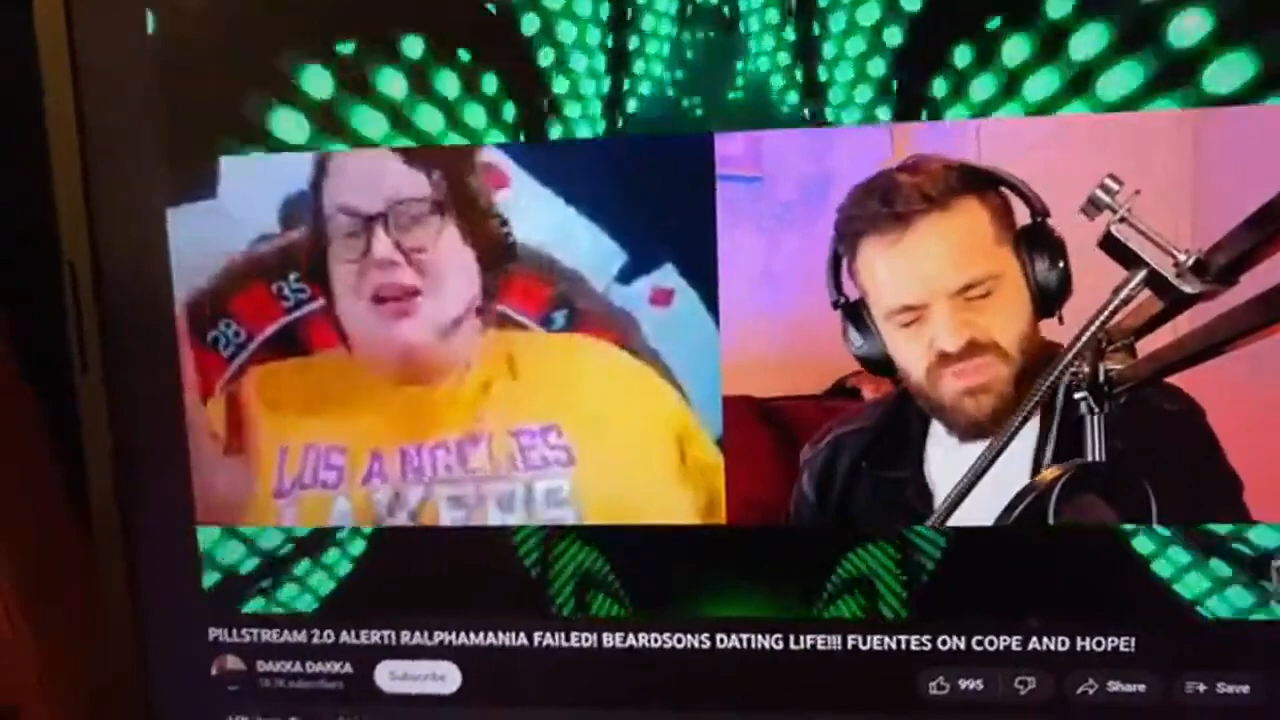 28
35
LOS ANGELES
LAKERS
PILLSTREAM 2.0 ALERT! RALPHAMANIA FAILED! BEARDSONS DATING LIFE!!! FUENTES ON COPE AND HOPE!
DAKKA DAKKA
Subscribe
995
Share
Save